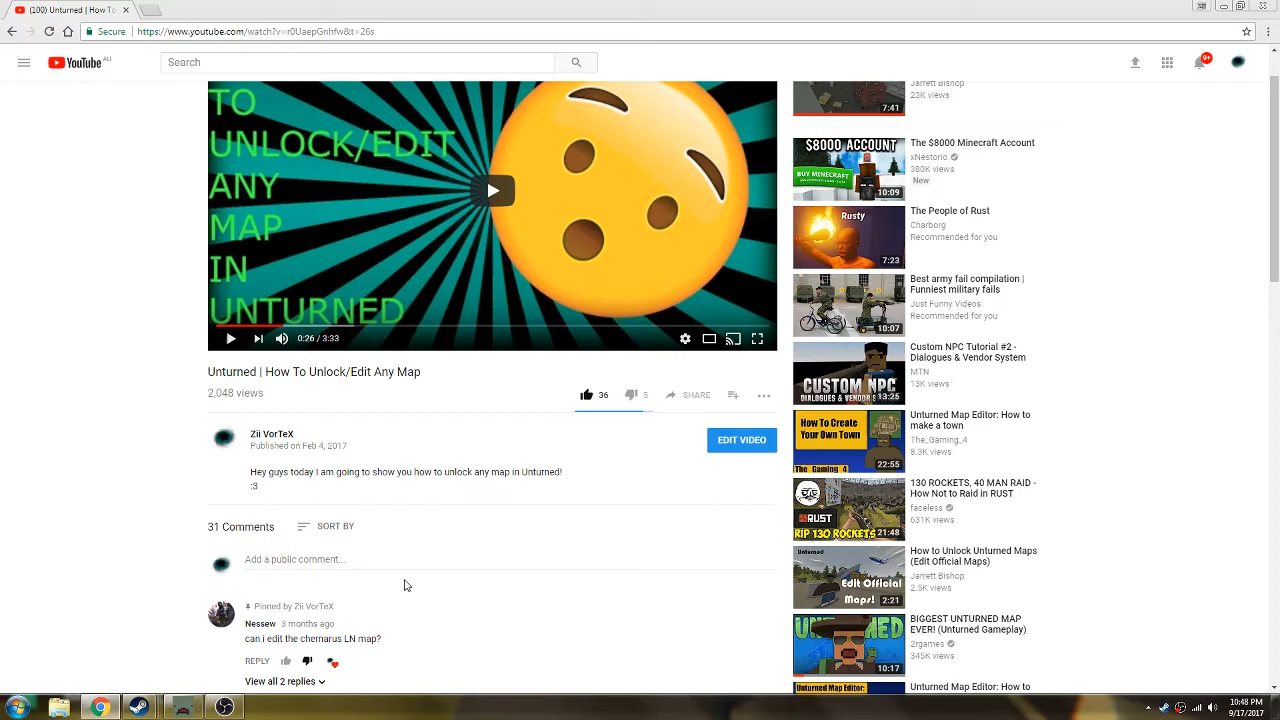 (100) Unturned | How To
Secure
https://www.youtube.com/watch?v=r0UaepGnhfw&t=26s
YouTube AU
Search
9+
TO
UNLOCK/EDIT
ANY
MAP
IN
UNTURNED
0:26 / 3:33
Unturned | How To Unlock/Edit Any Map
2,048 views
36
5
SHARE
Zii VorTeX
Published on Feb 4, 2017
EDIT VIDEO
Hey guys today I am going to show you how to unlock any map in Unturned!
:3
31 Comments
SORT BY
Add a public comment...
Pinned by Zii VorTeX
Nessew 3 months ago
can i edit the chernarus LN map?
REPLY
View all 2 replies
7:41
Jarrett Bishop
23K views
$8000 ACCOUNT
BUY MINECRAFT
10:09
The $8000 Minecraft Account
xNestorio
380K views
New
Rusty
7:23
The People of Rust
Charborg
Recommended for you
10:07
Best army fail compilation |
Funniest military fails
Just Funny Videos
Recommended for you
CUSTOM NPC
DIALOGUES & VENDOR S
13:25
Custom NPC Tutorial #2 -
Dialogues & Vendor System
MTN
13K views
How To Create
Your Own Town
The_Gaming_4
22:55
Unturned Map Editor: How to
make a town
The_Gaming_4
8.3K views
RUST
RIP 130 ROCKETS
21:48
130 ROCKETS, 40 MAN RAID -
How Not to Raid in RUST
faceless
631K views
Unturned
Edit Official
Maps!
2:21
How to Unlock Unturned Maps
(Edit Official Maps)
Jarrett Bishop
2.5K views
UNTURNED
10:17
BIGGEST UNTURNED MAP
EVER! (Unturned Gameplay)
2rgames
345K views
Unturned Map Editor:
Unturned Map Editor: How to
10:48 PM
9/17/2017